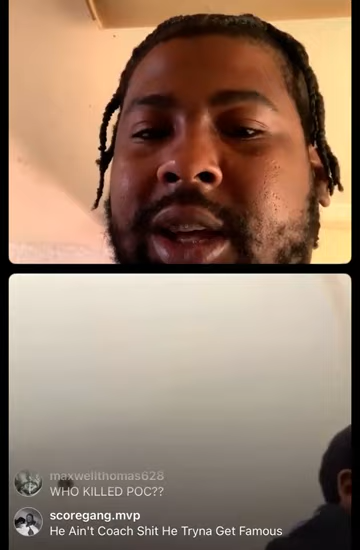 maxwellthomas628
WHO KILLED POC??
scoregang.mvp
He Ain't Coach Shit He Tryna Get Famous